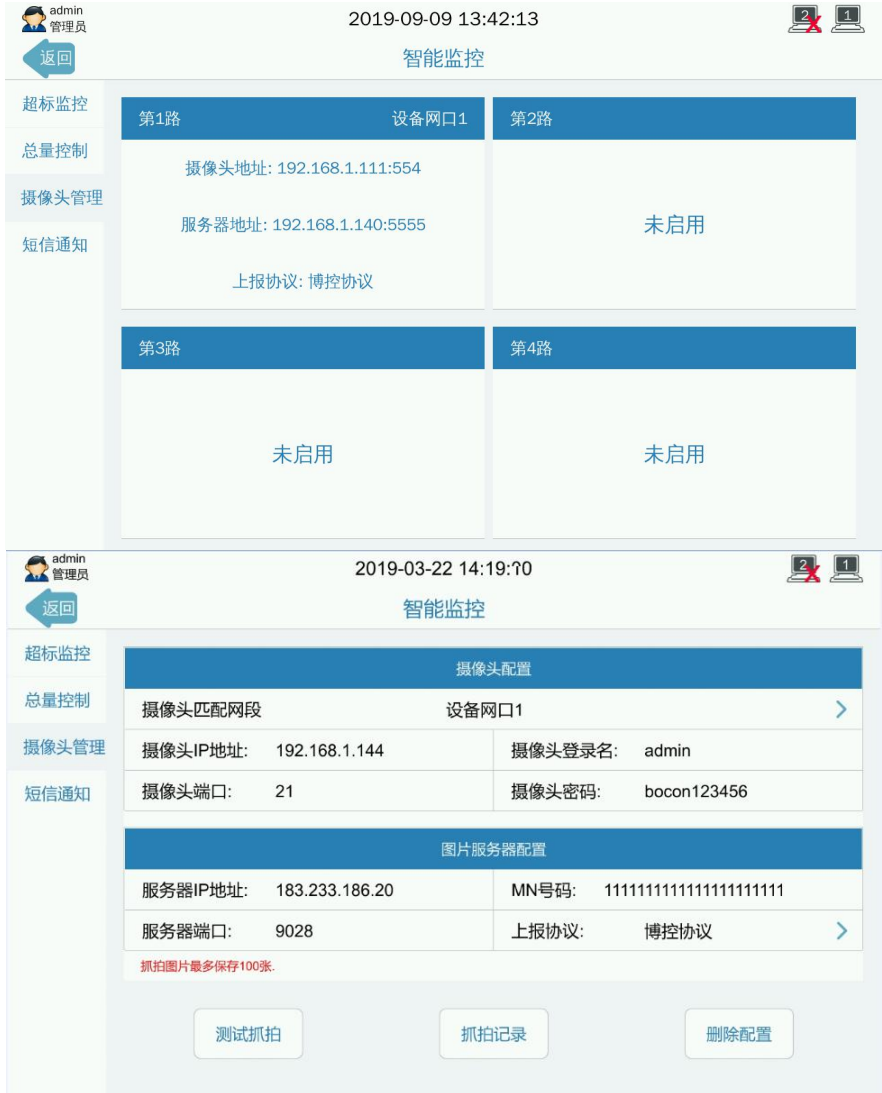 admin
管理员
2019-09-09 13:42:13
2
1
返回
智能监控
超标监控
总量控制
摄像头管理
短信通知
第1路 设备网口1
摄像头地址: 192.168.1.111:554
服务器地址: 192.168.1.140:5555
上报协议: 博控协议
第2路
未启用
第3路
未启用
第4路
未启用
admin
管理员
2019-03-22 14:19:20
2
1
返回
智能监控
超标监控
总量控制
摄像头管理
短信通知
摄像头配置
摄像头匹配网段 设备网口1
摄像头IP地址: 192.168.1.144 摄像头登录名: admin
摄像头端口: 21 摄像头密码: bocon123456
图片服务器配置
服务器IP地址: 183.233.186.20 MN号码: 111111111111111111111111
服务器端口: 9028 上报协议: 博控协议
抓拍图片最多保存100张.
测试抓拍 抓拍记录 删除配置